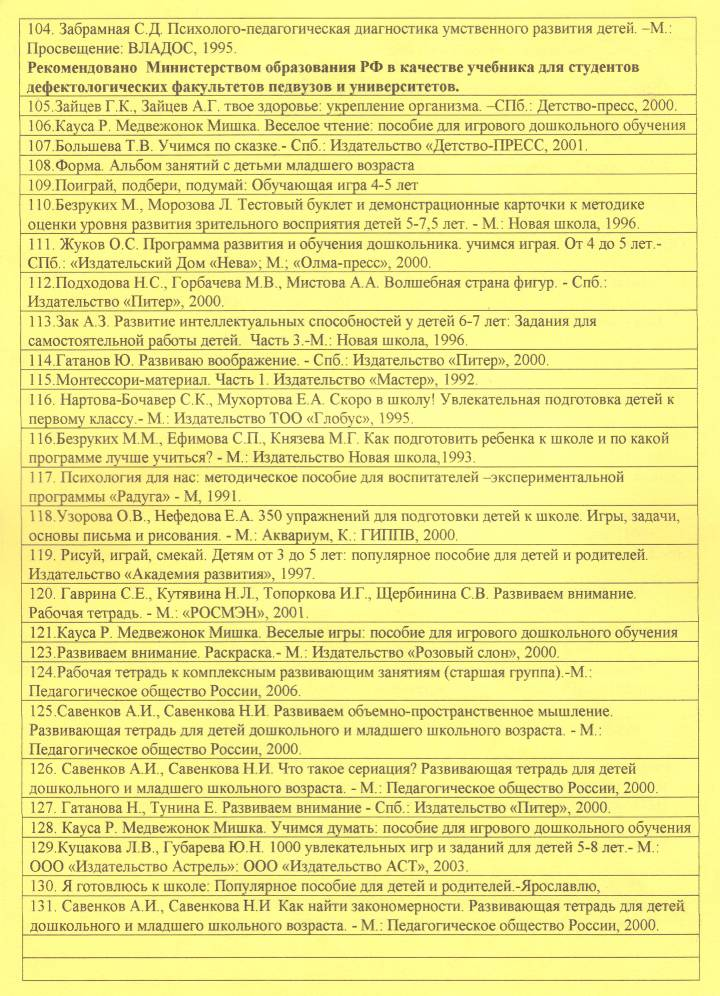 104. Забрамная С.Д. Психолого-педагогическая диагностика умственного развития детей. –М.:
Просвещение: ВЛАДОС, 1995.
Рекомендовано Министерством образования РФ в качестве учебника для студентов
дефектологических факультетов педвузов и университетов.
105.Зайцев Г.К., Зайцев А.Г. твое здоровье: укрепление организма. –СПб.: Детство-пресс, 2000.
106.Кауса Р. Медвежонок Мишка. Веселое чтение: пособие для игрового дошкольного обучения
107.Большева Т.В. Учимся по сказке.- Спб.: Издательство «Детство-ПРЕСС, 2001.
108.Форма. Альбом занятий с детьми младшего возраста
109.Поиграй, подбери, подумай: Обучающая игра 4-5 лет
110.Безруких М., Морозова Л. Тестовый буклет и демонстрационные карточки к методике
оценки уровня развития зрительного восприятия детей 5-7,5 лет. - М.: Новая школа, 1996.
111. Жуков О.С. Программа развития и обучения дошкольника. учимся играя. От 4 до 5 лет.-
СПб.: «Издательский Дом «Нева»; М.; «Олма-пресс», 2000.
112.Подходова Н.С., Горбачева М.В., Мистова А.А. Волшебная страна фигур. - Спб.:
Издательство «Питер», 2000.
113.Зак А.З. Развитие интеллектуальных способностей у детей 6-7 лет: Задания для
самостоятельной работы детей. Часть 3.-М.: Новая школа, 1996.
114.Гатанов Ю. Развиваю воображение. - Спб.: Издательство «Питер», 2000.
115.Монтессори-материал. Часть 1. Издательство «Мастер», 1992.
116. Нартова-Бочавер С.К., Мухортова Е.А. Скоро в школу! Увлекательная подготовка детей к
первому классу.- М.: Издательство ТОО «Глобус», 1995.
116.Безруких М.М., Ефимова С.П., Князева М.Г. Как подготовить ребенка к школе и по какой
программе лучше учиться? - М.: Издательство Новая школа,1993.
117. Психология для нас: методическое пособие для воспитателей –экспериментальной
программы «Радуга» - М, 1991.
118.Узорова О.В., Нефедова Е.А. 350 упражнений для подготовки детей к школе. Игры, задачи,
основы письма и рисования. - М.: Аквариум, К.: ГИППВ, 2000.
119. Рисуй, играй, смекай. Детям от 3 до 5 лет: популярное пособие для детей и родителей.
Издательство «Академия развития», 1997.
120. Гаврина С.Е., Кутявина Н.Л., Топоркова И.Г., Щербинина С.В. Развиваем внимание.
Рабочая тетрадь. - М.: «РОСМЭН», 2001.
121.Кауса Р. Медвежонок Мишка. Веселые игры: пособие для игрового дошкольного обучения
123.Развиваем внимание. Раскраска.- М.: Издательство «Розовый слон», 2000.
124.Рабочая тетрадь к комплексным развивающим занятиям (старшая группа).-М.:
Педагогическое общество России, 2006.
125.Савенков А.И., Савенкова Н.И. Развиваем объемно-пространственное мышление.
Развивающая тетрадь для детей дошкольного и младшего школьного возраста. - М.:
Педагогическое общество России, 2000.
126. Савенков А.И., Савенкова Н.И. Что такое сериация? Развивающая тетрадь для детей
дошкольного и младшего школьного возраста. - М.: Педагогическое общество России, 2000.
127. Гатанова Н., Тунина Е. Развиваем внимание - Спб.: Издательство «Питер», 2000.
128. Кауса Р. Медвежонок Мишка. Учимся думать: пособие для игрового дошкольного обучения
129.Куцакова Л.В., Губарева Ю.Н. 1000 увлекательных игр и заданий для детей 5-8 лет.- М.:
ООО «Издательство Астрель»: ООО «Издательство АСТ», 2003.
130. Я готовлюсь к школе: Популярное пособие для детей и родителей.-Ярославлю,
131. Савенков А.И., Савенкова Н.И Как найти закономерности. Развивающая тетрадь для детей
дошкольного и младшего школьного возраста. - М.: Педагогическое общество России, 2000.